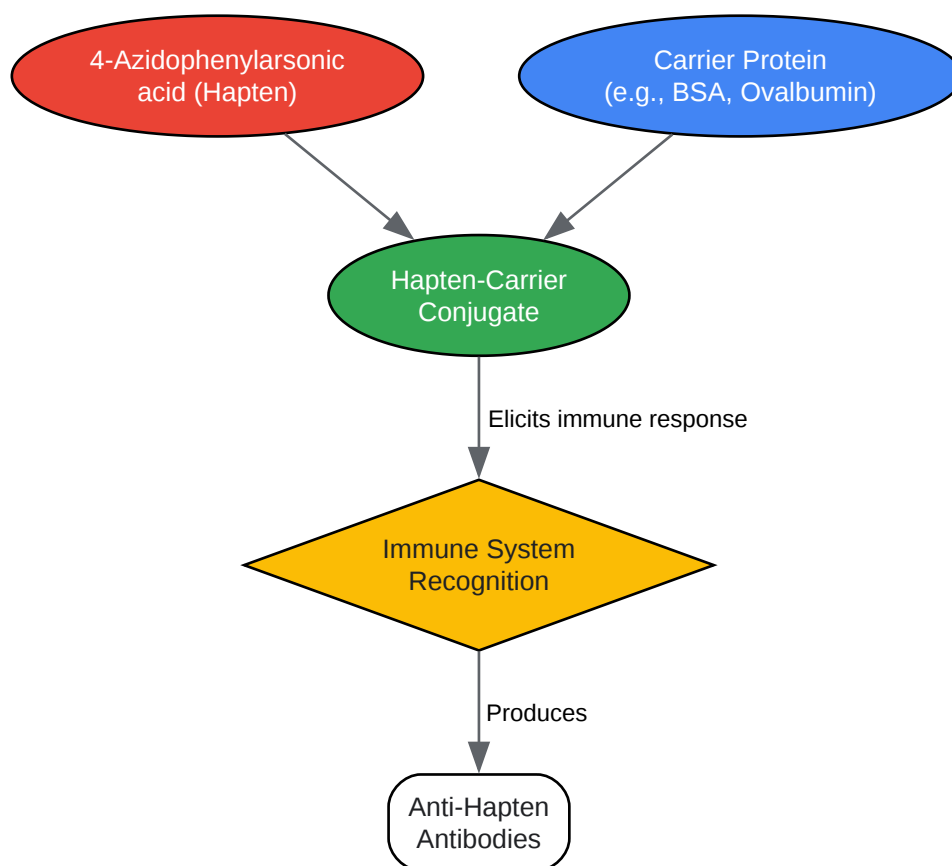 4-Azidophenylarsonic
acid (Hapten)
Carrier Protein
(e.g., BSA, Ovalbumin)
Hapten-Carrier
Conjugate
Elicits immune response
Immune System
Recognition
Produces
Anti-Hapten
Antibodies